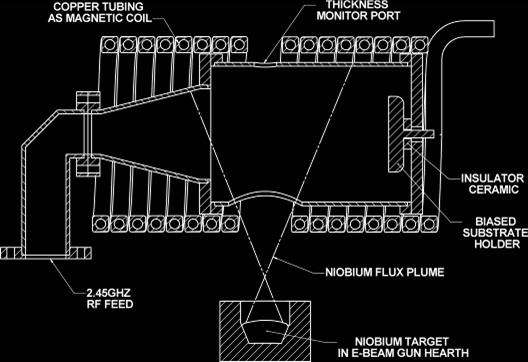 COPPER TUBING
AS MAGNETIC COIL
THICKNESS
MONITOR PORT
INSULATOR
CERAMIC
BIASED
SUBSTRATE
HOLDER
NIOBIUM FLUX PLUME
2.45GHZ
RF FEED
NIOBIUM TARGET
IN E-BEAM GUN HEARTH